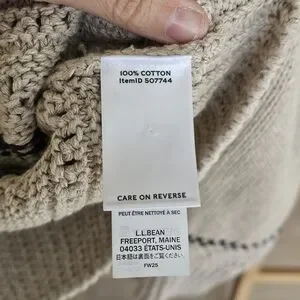 100% COTTON
ItemID 507744
CARE ON REVERSE
PEUT ÊTRE NETTOYÉ À SEC
L.L.BEAN
FREEPORT, MAINE
04033 ÉTATS-UNIS
日本語は裏面をご覧ください。
FW25